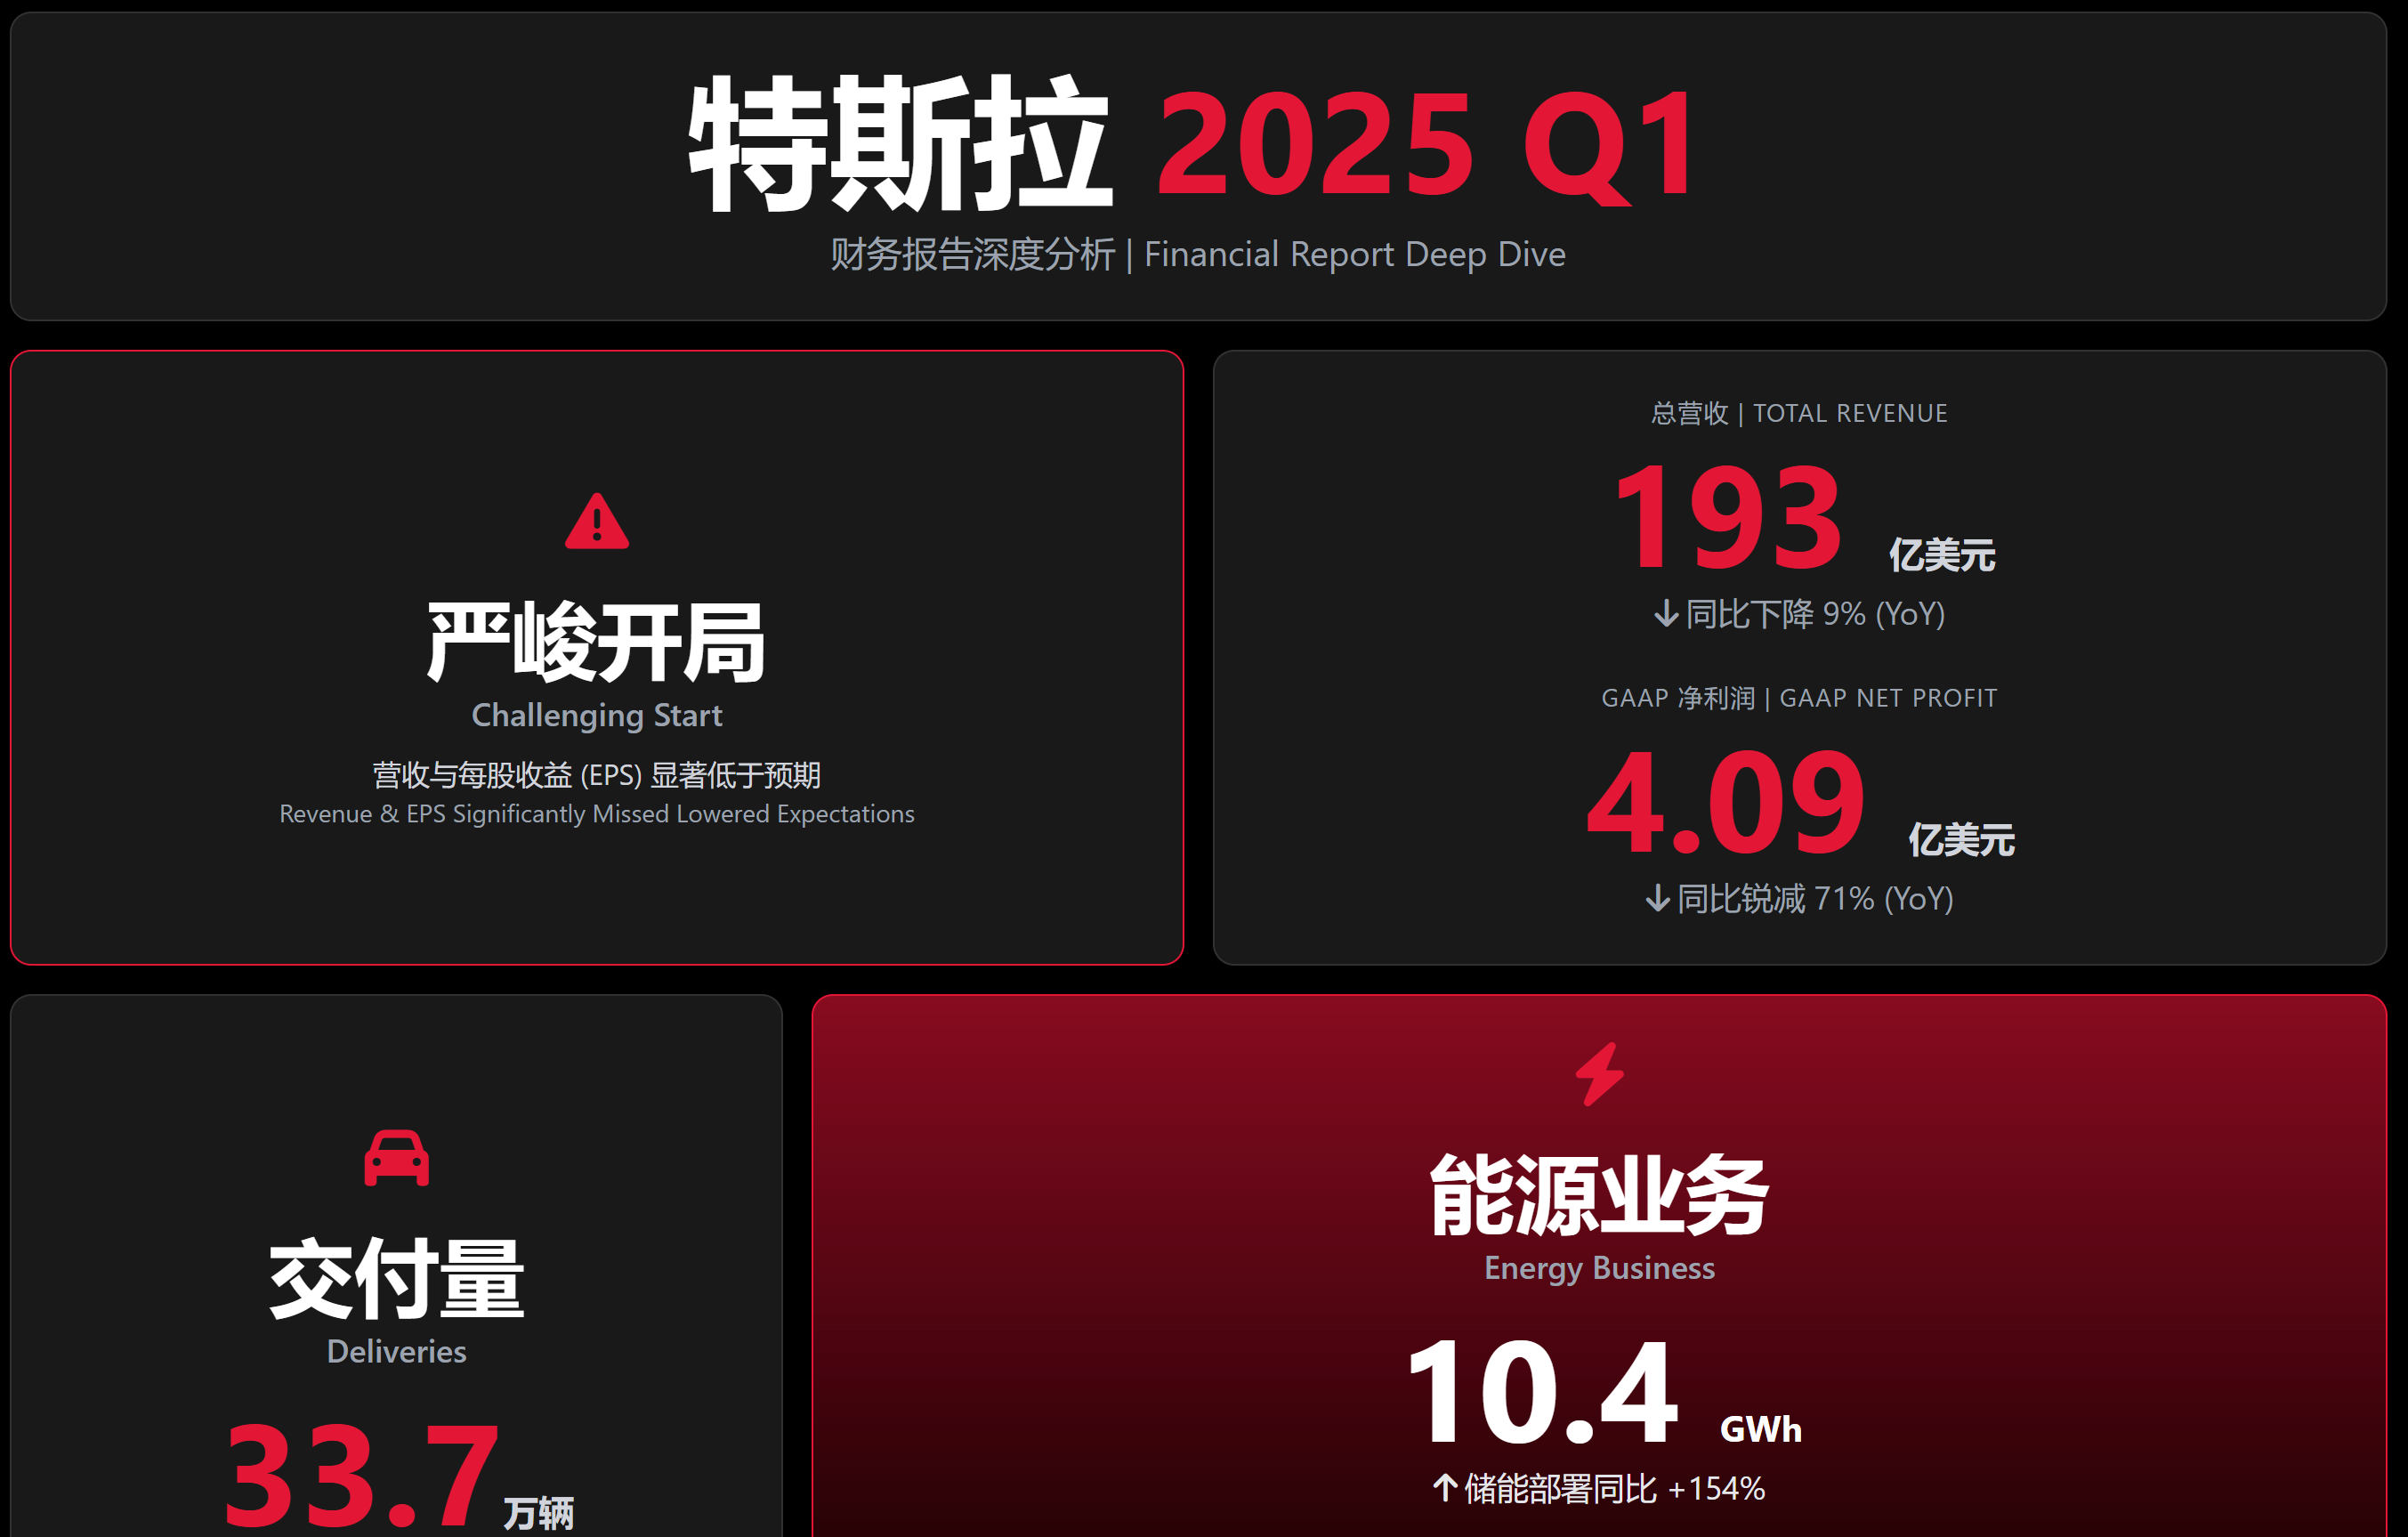 特斯拉 2025 Q1
财务报告深度分析 | Financial Report Deep Dive
严峻开局
Challenging Start
营收与每股收益 (EPS) 显著低于预期
Revenue & EPS Significantly Missed Lowered Expectations
总营收 | TOTAL REVENUE
193 亿美元
↓ 同比下降 9% (YoY)
GAAP 净利润 | GAAP NET PROFIT
4.09 亿美元
↓ 同比锐减 71% (YoY)
交付量
Deliveries
33.7 万辆
能源业务
Energy Business
10.4 GWh
↑ 储能部署同比 +154%